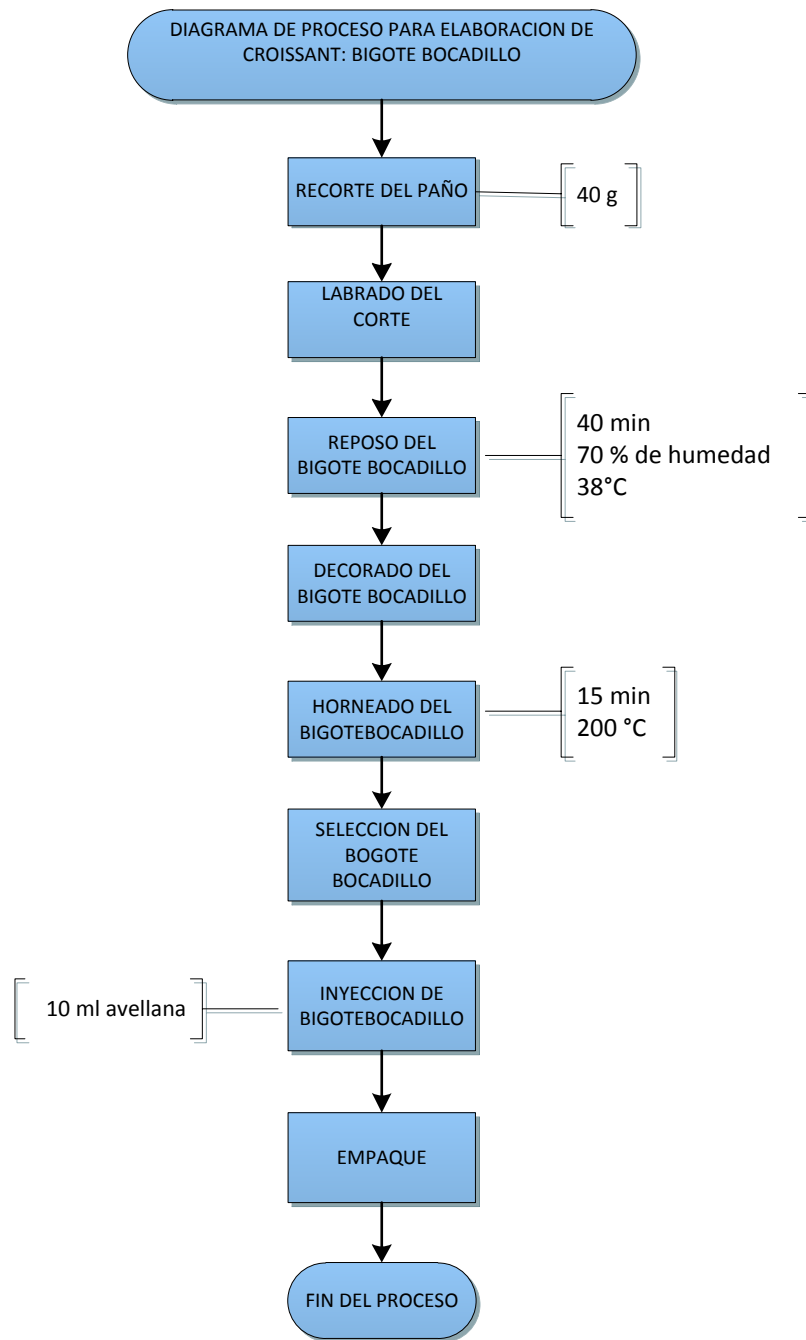 DIAGRAMA DE PROCESO PARA ELABORACION DE
CROISSANT: BIGOTE BOCADILLO
RECORTE DEL PAÑO
40 g
LABRADO DEL
CORTE
REPOSO DEL
BIGOTE BOCADILLO
40 min
70 % de humedad
38°C
DECORADO DEL
BIGOTE BOCADILLO
HORNEADO DEL
BIGOTEBOCADILLO
15 min
200 °C
SELECCION DEL
BOGOTE
BOCADILLO
INYECCION DE
BIGOTEBOCADILLO
10 ml avellana
EMPAQUE
FIN DEL PROCESO